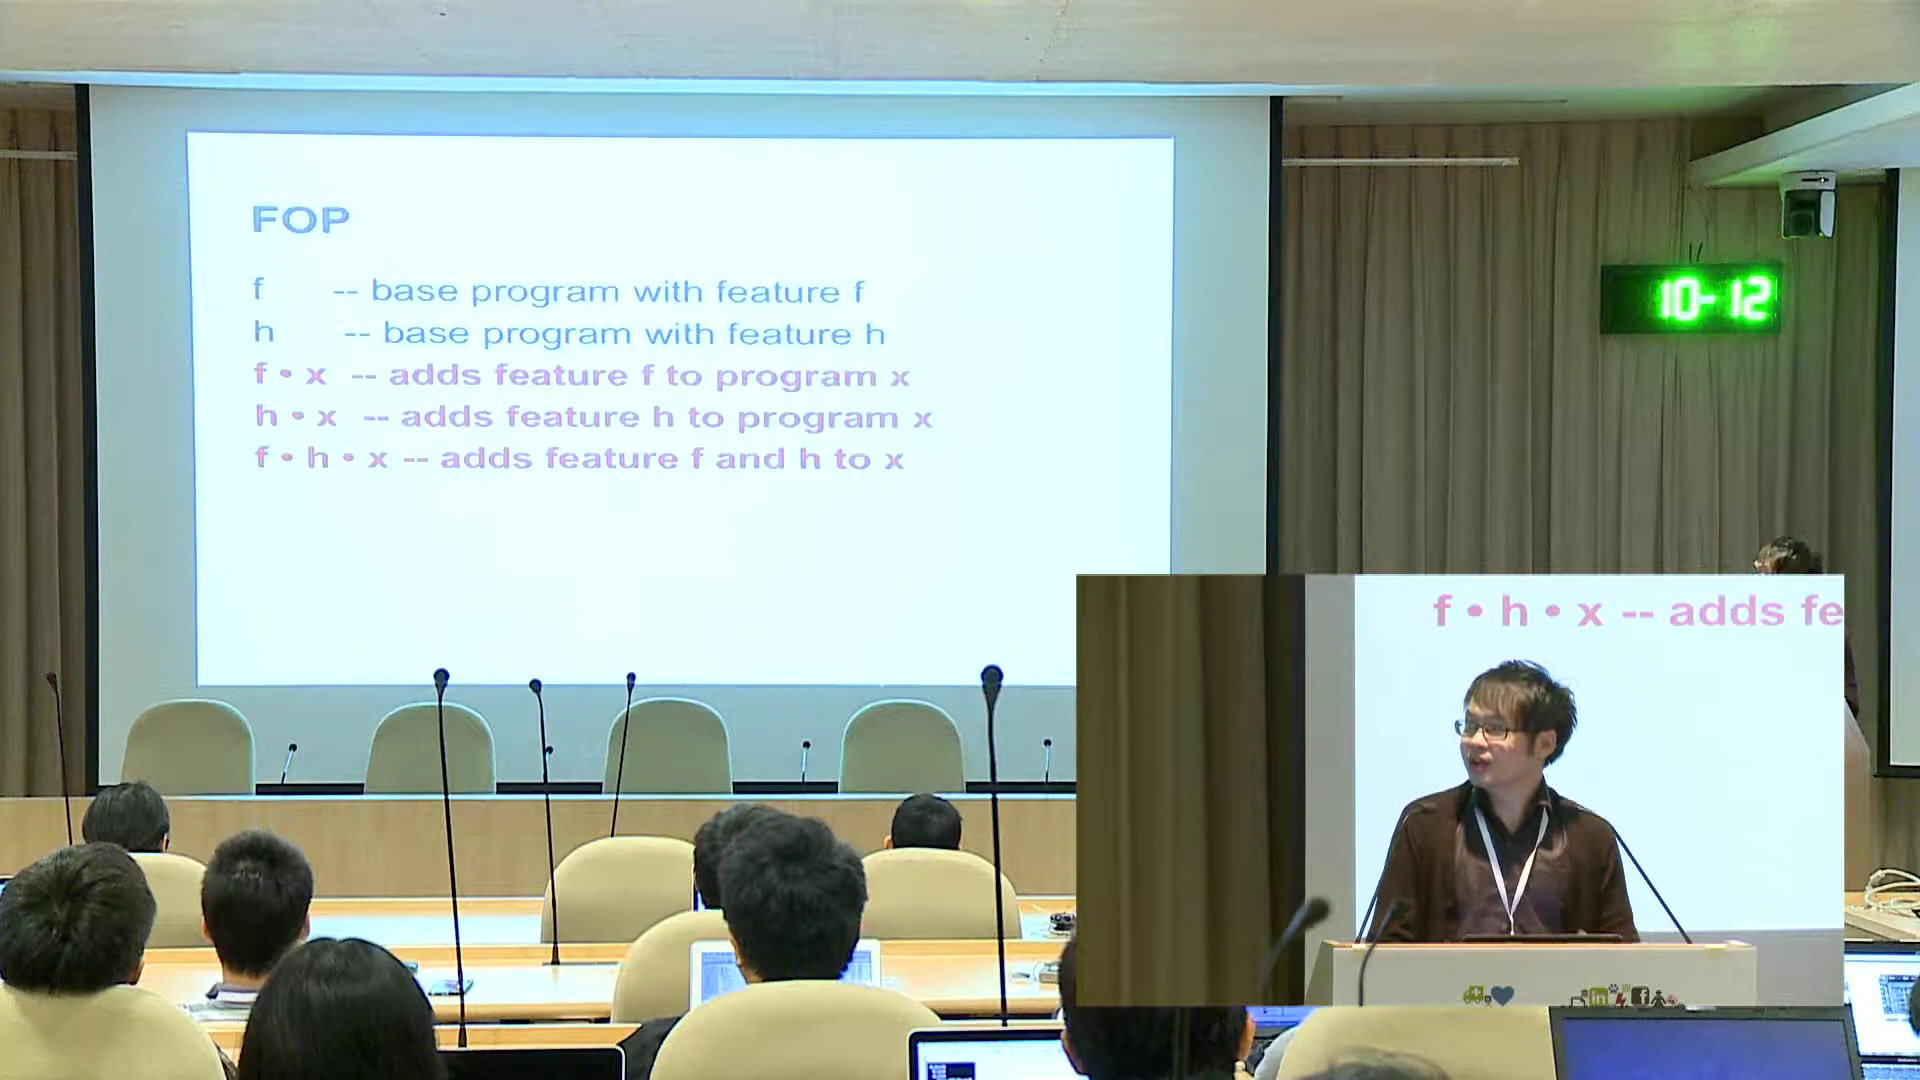 FOP
f -- base program with feature f
h -- base program with feature h
f • x -- adds feature f to program x
h • x -- adds feature h to program x
f • h • x -- adds feature f and h to x
10-12
f • h • x -- adds fe